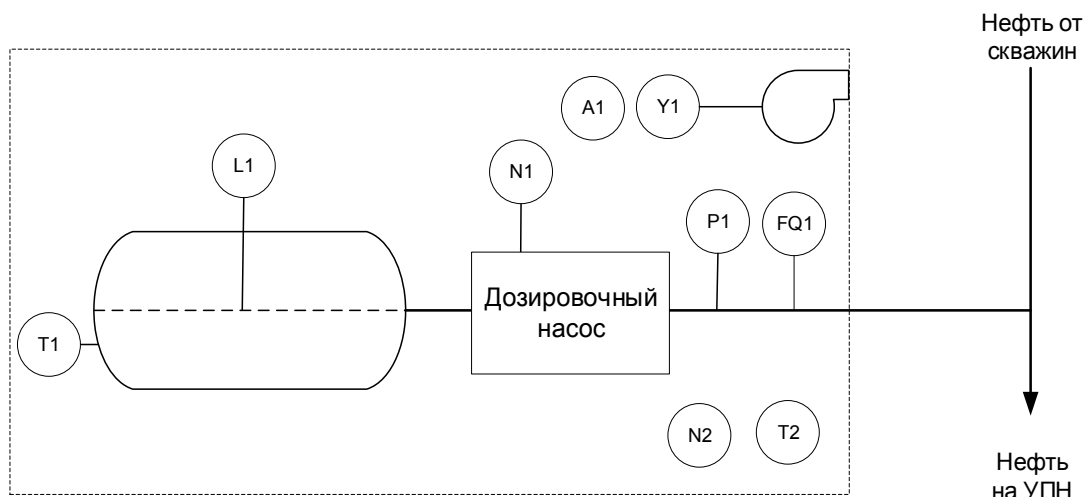 Нефть от
скважин
A1
Y1
L1
N1
P1
FQ1
Дозировочный
насос
T1
N2
T2
Нефть
на УПН